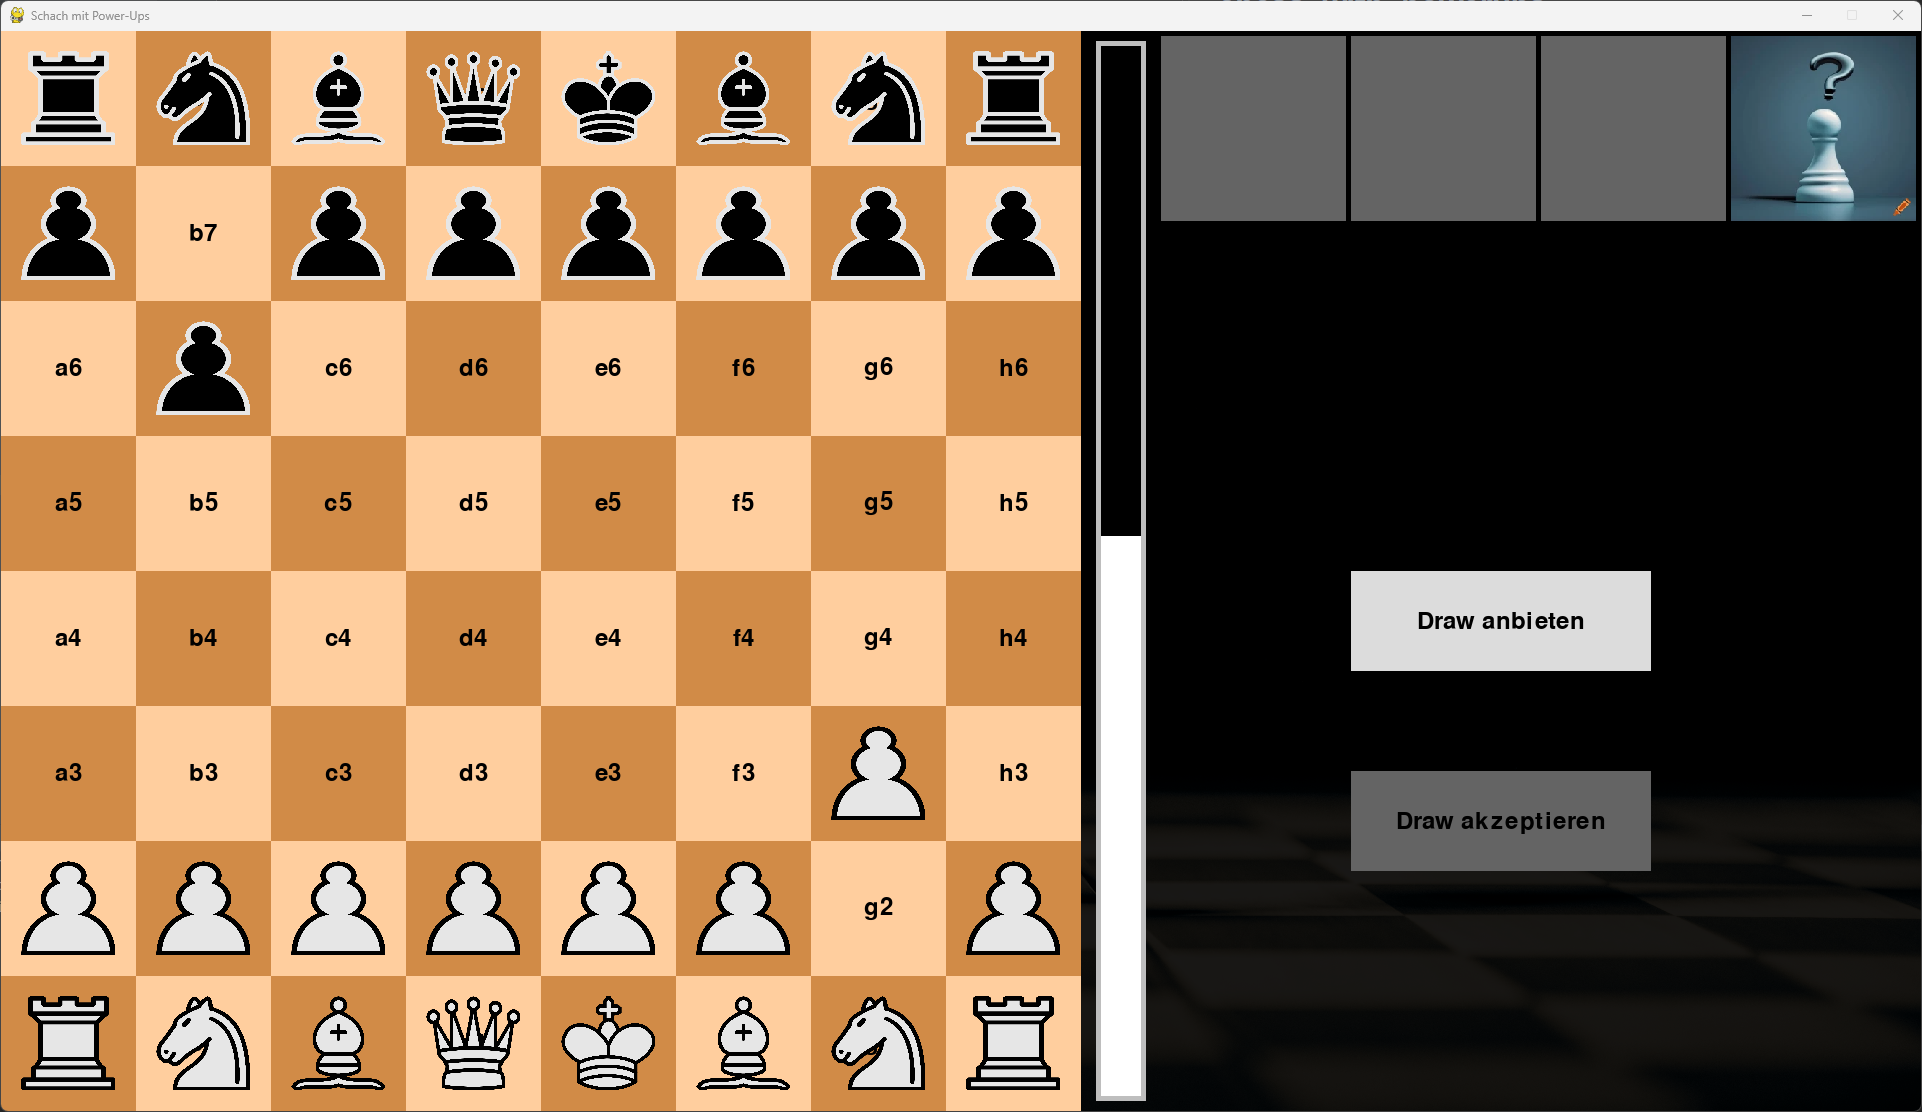 Schach mit Power-Ups
b7
a6
c6
d6
e6
f6
g6
h6
a5
b5
c5
d5
e5
f5
g5
h5
a4
b4
c4
d4
e4
f4
g4
h4
a3
b3
c3
d3
e3
f3
h3
g2
?
Draw anbieten
Draw akzeptieren